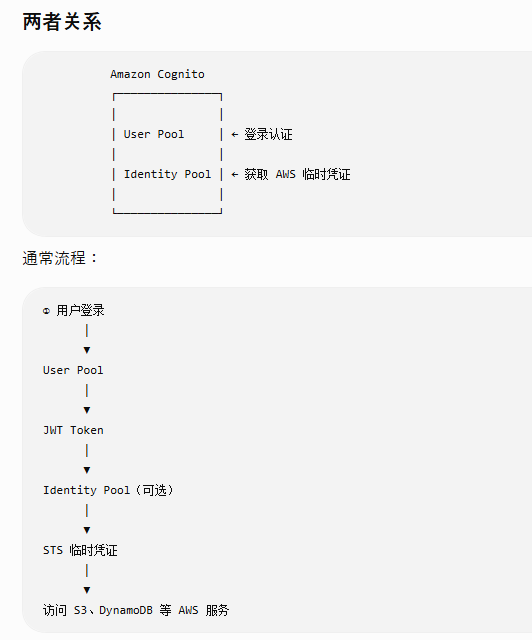 两者关系
Amazon Cognito
User Pool ← 登录认证
Identity Pool ← 获取 AWS 临时凭证
通常流程：
① 用户登录
User Pool
JWT Token
Identity Pool（可选）
STS 临时凭证
访问 S3、DynamoDB 等 AWS 服务